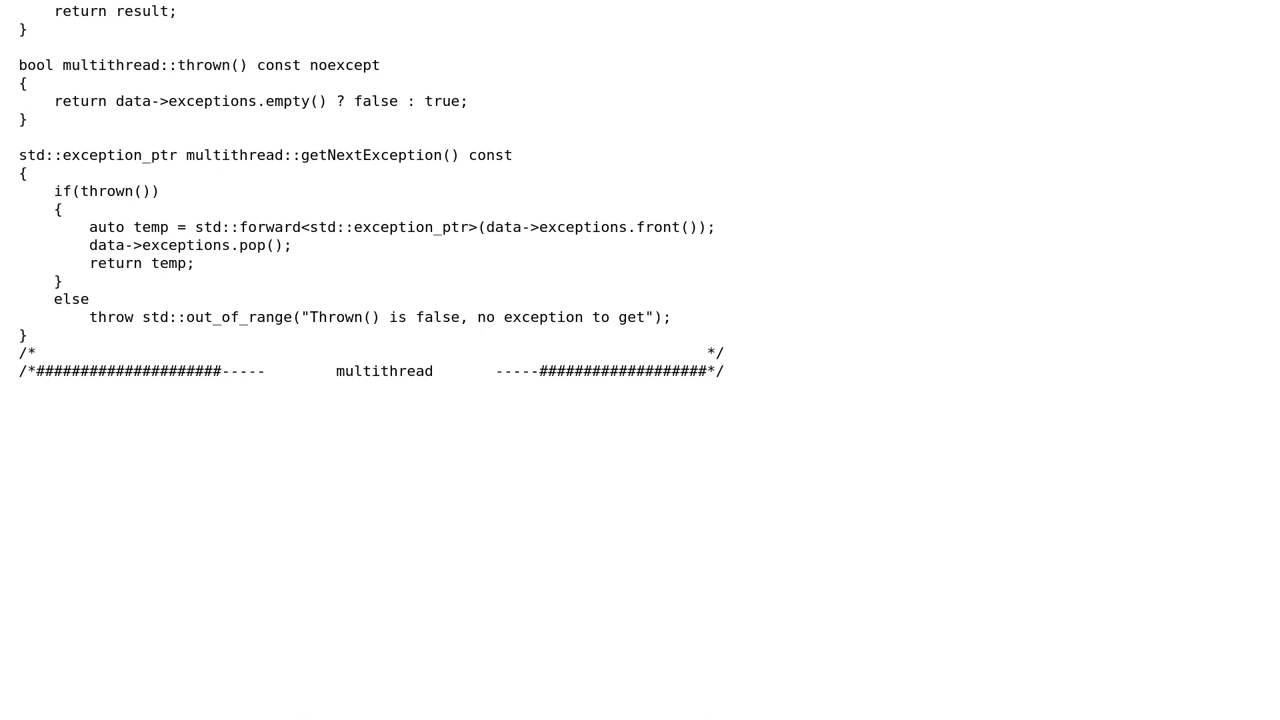 return result;
}

bool multithread::thrown() const noexcept
{
    return data->exceptions.empty() ? false : true;
}

std::exception_ptr multithread::getNextException() const
{
    if(thrown())
    {
        auto temp = std::forward<std::exception_ptr>(data->exceptions.front());
        data->exceptions.pop();
        return temp;
    }
    else
        throw std::out_of_range("Thrown() is false, no exception to get");
}
/*                                                                            */
/*#####################-----        multithread       -----###################*/